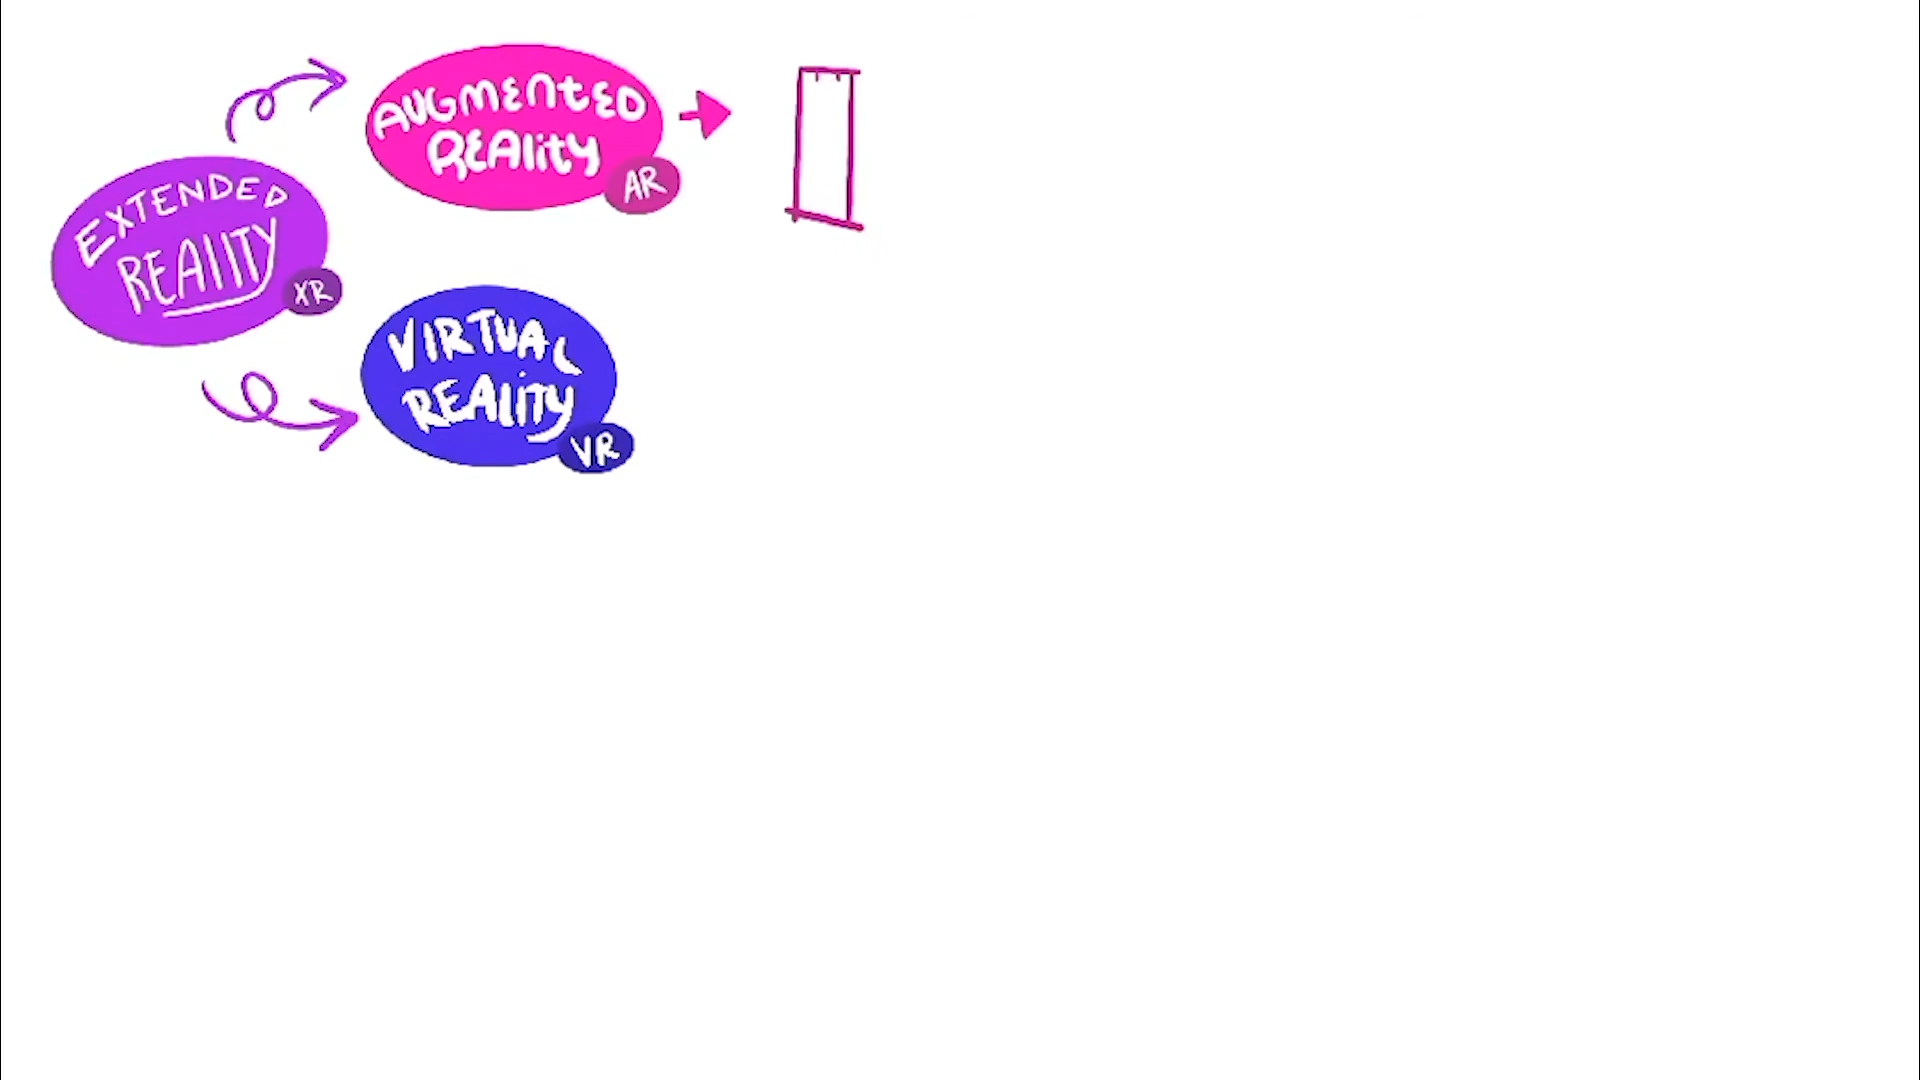 EXTENDED
REALITY
XR
AUGMENTED
REALITY
AR
VIRTUAL
REALITY
VR